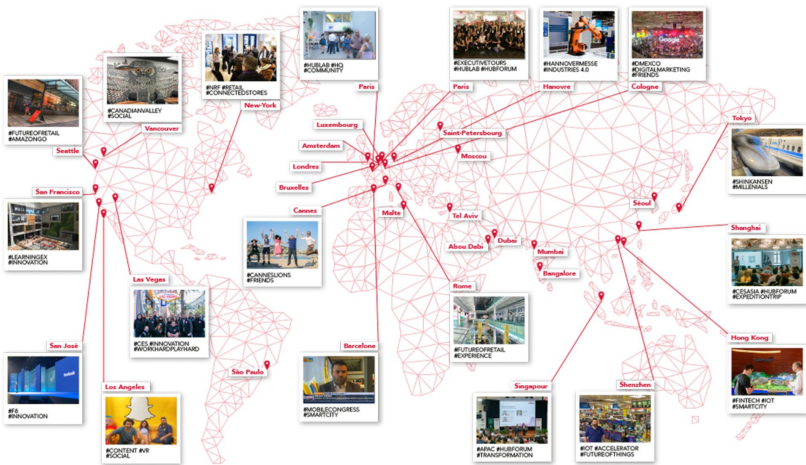 #HUBLAB #HQ
#COMMUNITY
Paris
#EXECUTIVETOURS
#HUBLAB #HUBFORUM
Paris
#HANNOVERMESSE
#INDUSTRIES 4.0
Hanovre
Google
#DMEXCO
#DIGITALMARKETING
#FRIENDS
Cologne
#CANADIANVALLEY
#SOCIAL
Vancouver
#NRF #RETAIL
#CONNECTEDSTORES
New-York
#FUTUREOFRETAIL
#AMAZONGO
Seattle
Luxembourg
Amsterdam
Londres
Bruxelles
Saint-Petersbourg
Moscou
Tokyo
#SHINKANSEN
#MILLENIALS
San Francisco
#LEARNINGEX
#INNOVATION
Cannes
#CANNESLIONS
#FRIENDS
Malte
Tel Aviv
Abou Dabi
Dubai
Mumbai
Bangalore
Séoul
Shanghai
#CESASIA #HUBFORUM
#EXPEDITIONTRIP
Las Vegas
#CES #INNOVATION
#WORKHARDPLAYHARD
Rome
#FUTUREOFRETAIL
#EXPERIENCE
San José
#F8
#INNOVATION
Los Angeles
#CONTENT #VR
#SOCIAL
São Paulo
Barcelone
#MOBILECONGRESS
#SMARTCITY
Singapour
#APAC #HUBFORUM
#TRANSFORMATION
Shenzhen
#IOT #ACCELERATOR
#FUTUREOFTHINGS
Hong Kong
#FINTECH #IOT
#SMARTCITY